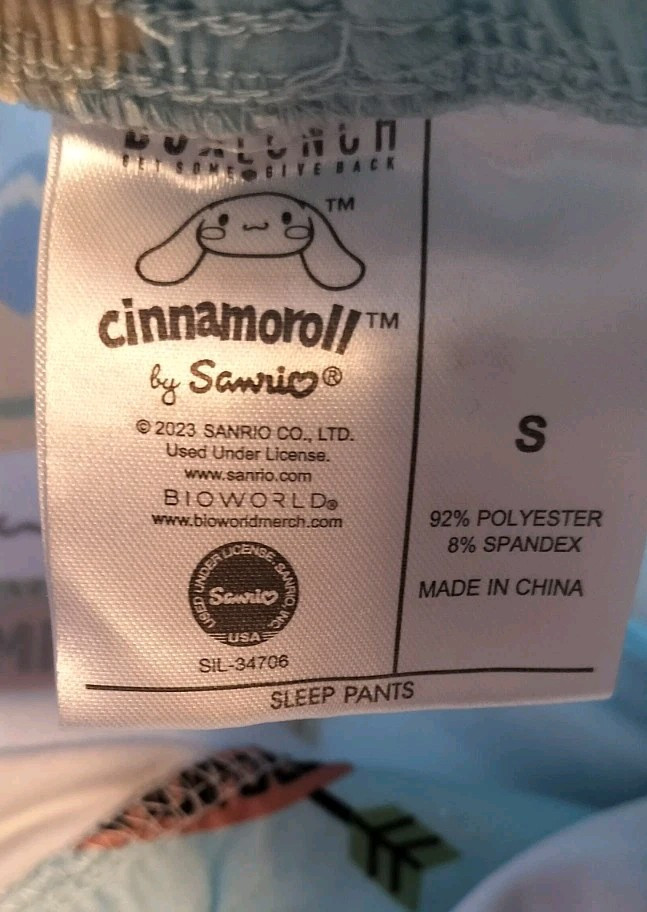 BOXLUNCH
GET SOME GIVE BACK
TM
cinnamoroll™
by Sanrio®
© 2023 SANRIO CO., LTD.
Used Under License.
www.sanrio.com
BIOWORLD®
www.bioworldmerch.com
USED UNDER LICENSE · SANRIO, INC.
Sanrio
USA
SIL-34706
S
92% POLYESTER
8% SPANDEX
MADE IN CHINA
SLEEP PANTS